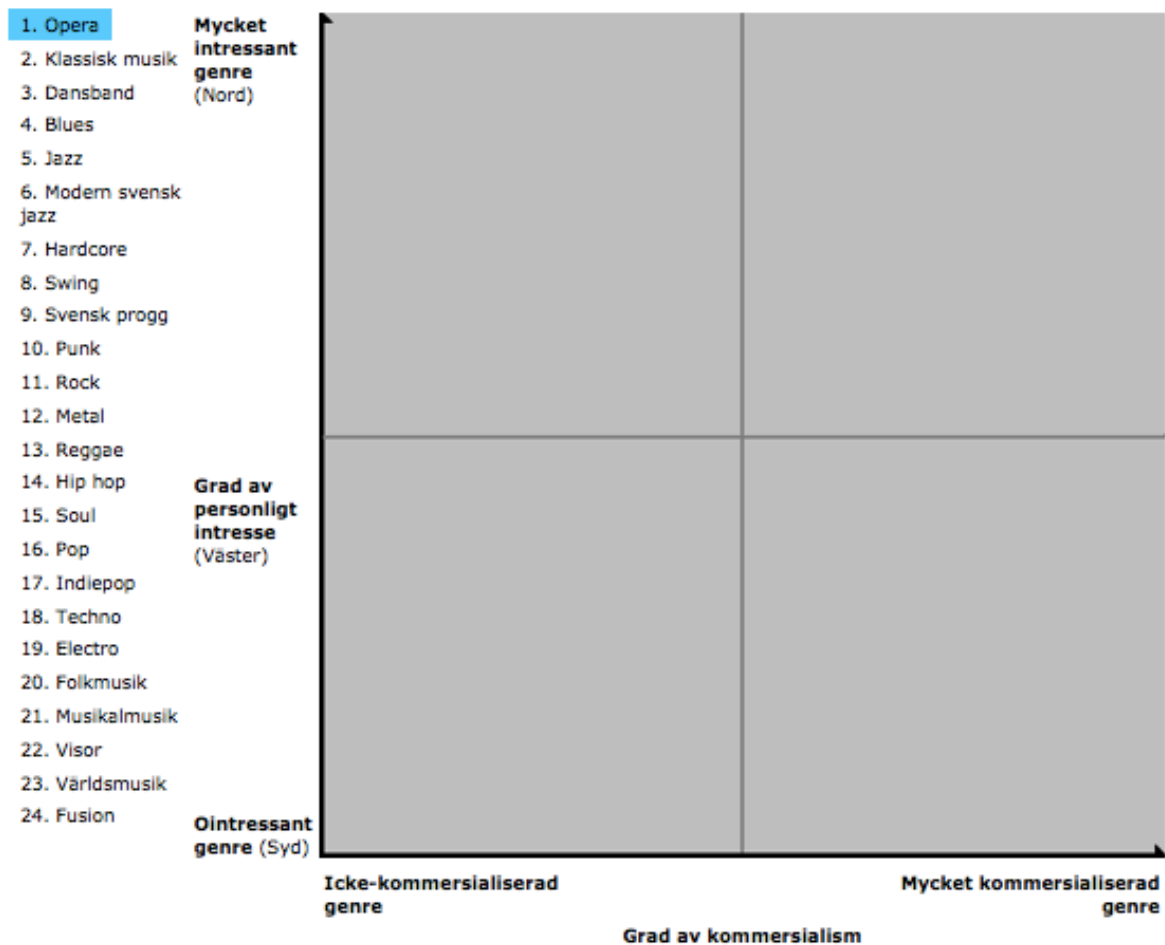 1. Opera
2. Klassisk musik
3. Dansband
4. Blues
5. Jazz
6. Modern svensk
jazz
7. Hardcore
8. Swing
9. Svensk progg
10. Punk
11. Rock
12. Metal
13. Reggae
14. Hip hop
15. Soul
16. Pop
17. Indiepop
18. Techno
19. Electro
20. Folkmusik
21. Musikalmusik
22. Visor
23. Världsmusik
24. Fusion
Mycket
intressant
genre
(Nord)
Grad av
personligt
intresse
(Väster)
Ointressant
genre (Syd)
Icke-kommersialiserad
genre
Mycket kommersialiserad
genre
Grad av kommersialism